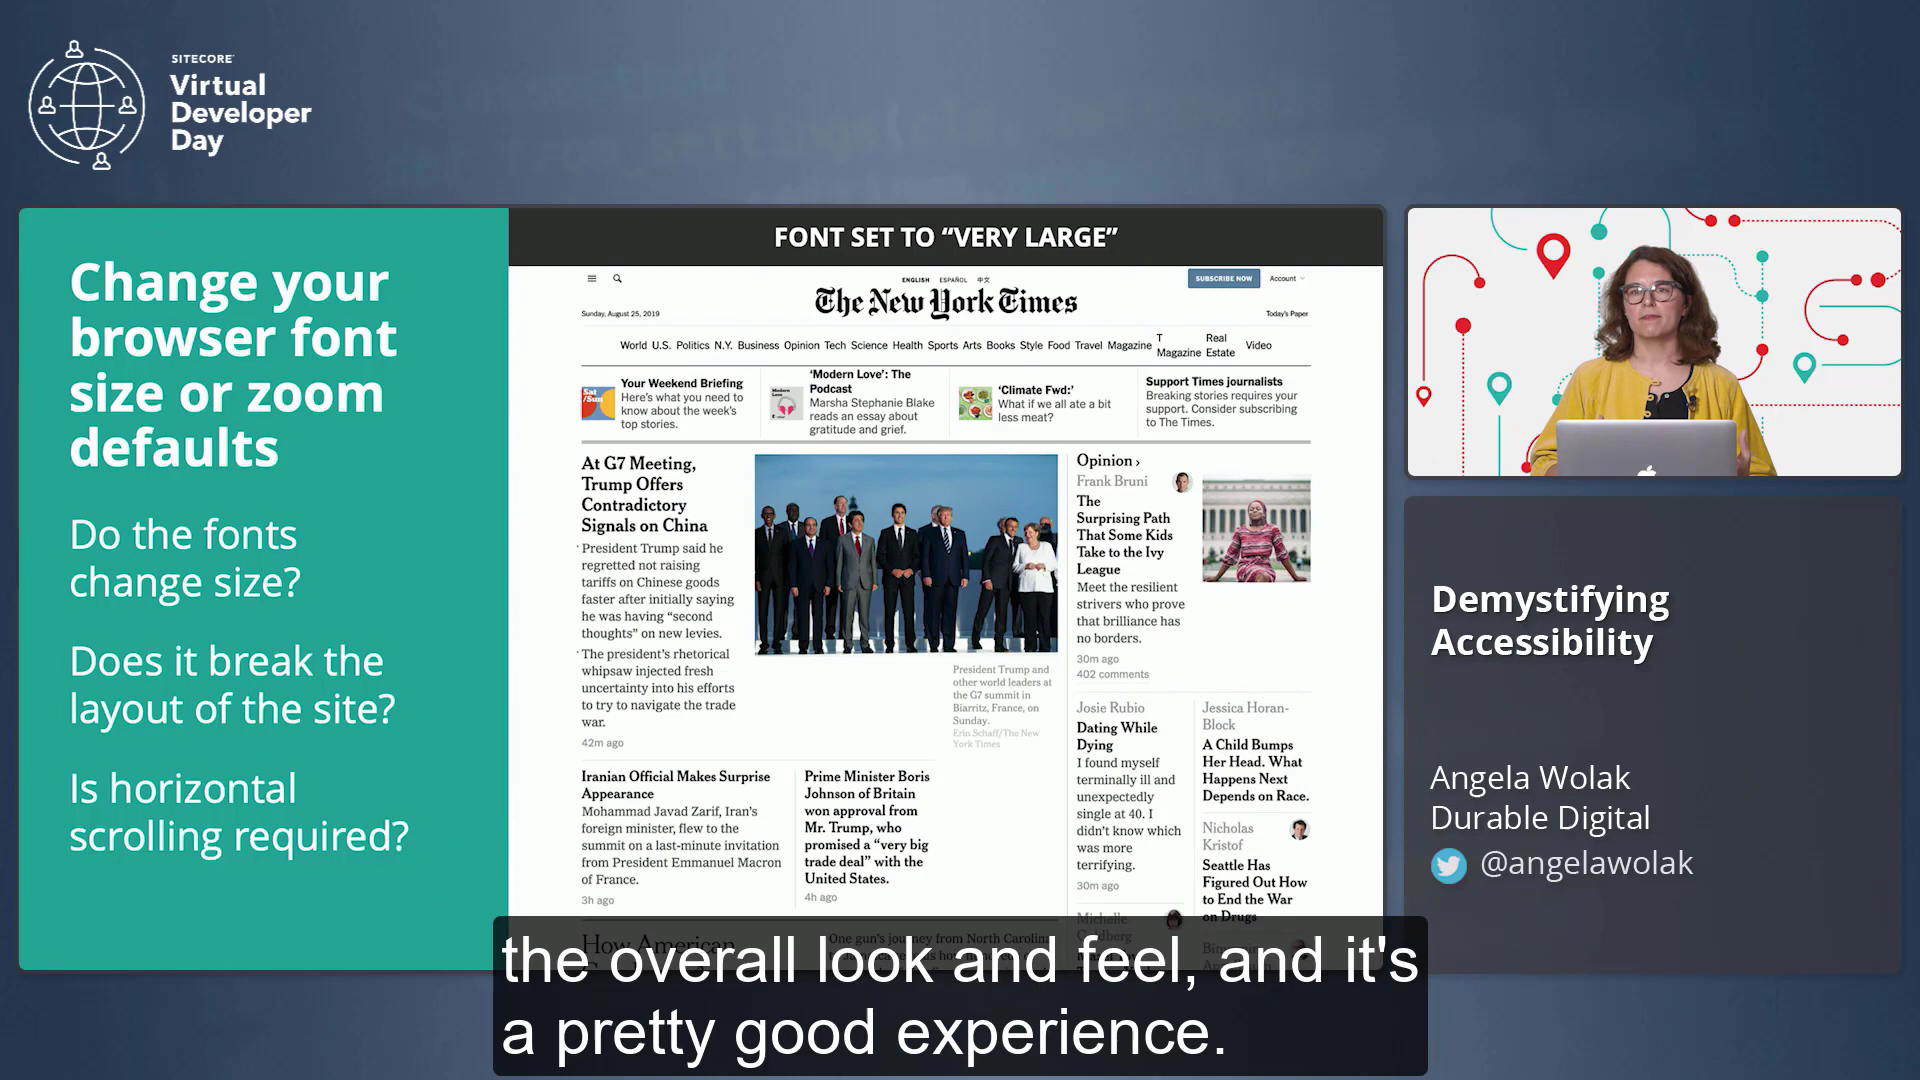 SITECORE
Virtual
Developer
Day
Change your
browser font
size or zoom
defaults
Do the fonts
change size?
Does it break the
layout of the site?
Is horizontal
scrolling required?
FONT SET TO “VERY LARGE”
ENGLISH ESPAÑOL 中文
SUBSCRIBE NOW
Account
The New York Times
Sunday, August 25, 2019
Today's Paper
World U.S. Politics N.Y. Business Opinion Tech Science Health Sports Arts Books Style Food Travel Magazine
T
Magazine
Real
Estate
Video
Sat
/Sun
Your Weekend Briefing
Here's what you need to
know about the week's
top stories.
Modern
Love
'Modern Love': The
Podcast
Marsha Stephanie Blake
reads an essay about
gratitude and grief.
'Climate Fwd:'
What if we all ate a bit
less meat?
Support Times journalists
Breaking stories requires your
support. Consider subscribing
to The Times.
At G7 Meeting,
Trump Offers
Contradictory
Signals on China
President Trump said he
regretted not raising
tariffs on Chinese goods
faster after initially saying
he was having “second
thoughts” on new levies.
The president's rhetorical
whipsaw injected fresh
uncertainty into his efforts
to try to navigate the trade
war.
42m ago
President Trump and
other world leaders at
the G7 summit in
Biarritz, France, on
Sunday.
Erin Schaff/The New
York Times
Iranian Official Makes Surprise
Appearance
Mohammad Javad Zarif, Iran's
foreign minister, flew to the
summit on a last-minute invitation
from President Emmanuel Macron
of France.
3h ago
Prime Minister Boris
Johnson of Britain
won approval from
Mr. Trump, who
promised a “very big
trade deal” with the
United States.
4h ago
Opinion ›
Frank Bruni
The
Surprising Path
That Some Kids
Take to the Ivy
League
Meet the resilient
strivers who prove
that brilliance has
no borders.
30m ago
402 comments
Josie Rubio
Dating While
Dying
I found myself
terminally ill and
unexpectedly
single at 40. I
didn't know which
was more
terrifying.
30m ago
Jessica Horan-
Block
A Child Bumps
Her Head. What
Happens Next
Depends on Race.
Nicholas
Kristof
Seattle Has
Figured Out How
to End the War
on Drugs
Michelle
Goldberg
How American
One gun's journey from North Carolina
the overall look and feel, and it's
a pretty good experience.
Demystifying
Accessibility
Angela Wolak
Durable Digital
@angelawolak